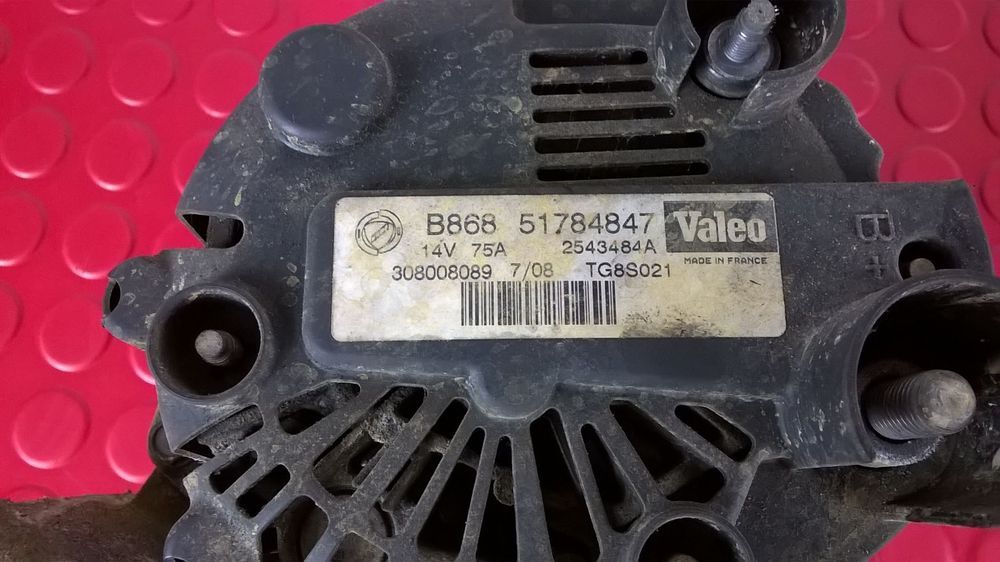 B868 51784847 Valeo
14V 75A 2543484A MADE IN FRANCE
308008089 7/08 TG8S021
B+